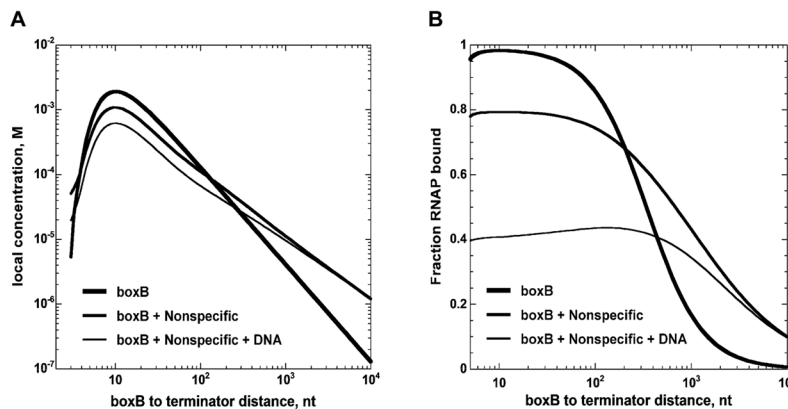 A
B
local concentration, M
10^-2
10^-3
10^-4
10^-5
10^-6
10^-7
boxB
boxB + Nonspecific
boxB + Nonspecific + DNA
10
10^2
10^3
10^4
boxB to terminator distance, nt
Fraction RNAP bound
1
0.8
0.6
0.4
0.2
0
boxB
boxB + Nonspecific
boxB + Nonspecific + DNA
10
10^2
10^3
boxB to terminator distance, nt